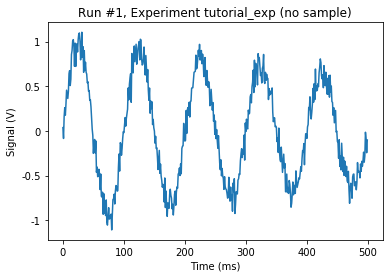 Run #1, Experiment tutorial_exp (no sample)
Signal (V)
1
0.5
0
-0.5
-1
0 100 200 300 400 500
Time (ms)